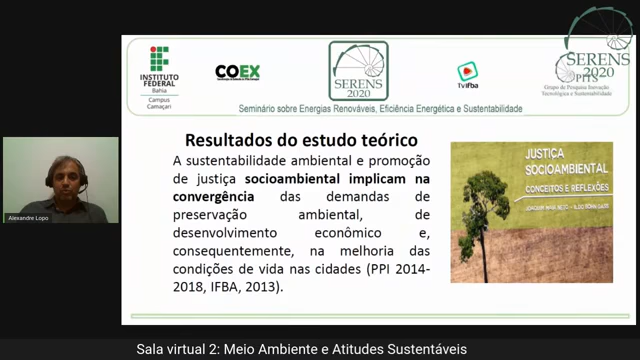 INSTITUTO
FEDERAL
Bahia
Campus
Camaçari
COEX
SERENS
2020
TV ifba
SERENS
2020
PITS
Grupo de Pesquisa Inovação
Tecnológica e Sustentabilidade
Seminário sobre Energias Renováveis, Eficiência Energética e Sustentabilidade
Resultados do estudo teórico
A sustentabilidade ambiental e promoção
de justiça socioambiental implicam na
convergência das demandas de
preservação ambiental, de
desenvolvimento econômico e,
consequentemente, na melhoria das
condições de vida nas cidades (PPI 2014-
2018, IFBA, 2013).
JUSTIÇA
SOCIOAMBIENTAL
CONCEITOS E REFLEXÕES
Alexandre Lopo
Sala virtual 2: Meio Ambiente e Atitudes Sustentáveis